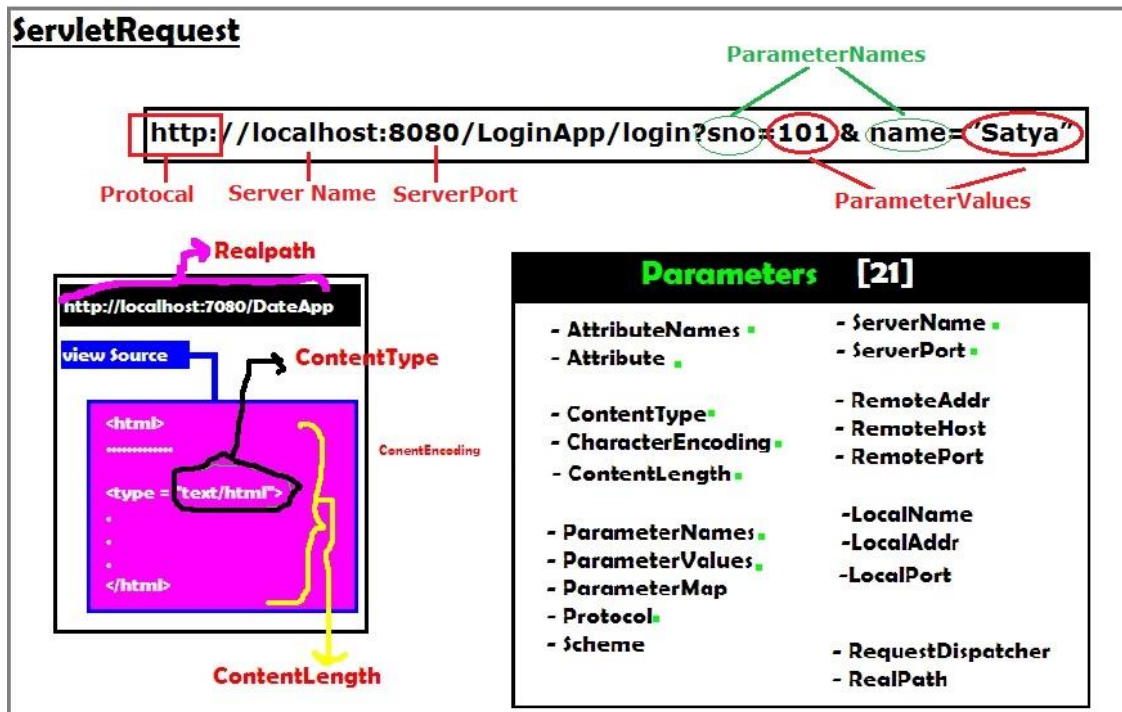 ServletRequest
ParameterNames
http://localhost:8080/LoginApp/login?sno=101 & name="Satya"
Protocal
Server Name
ServerPort
ParameterValues
Realpath
http://localhost:7080/DateApp
view Source
ContentType
<html>
..............
<type = "text/html">
.
.
.
</html>
ConenEncoding
ContentLength
Parameters [21]
- AttributeNames
- Attribute
- ContentType
- CharacterEncoding
- ContentLength
- ParameterNames
- ParameterValues
- ParameterMap
- Protocol
- Scheme
- ServerName
- ServerPort
- RemoteAddr
- RemoteHost
- RemotePort
-LocalName
-LocalAddr
-LocalPort
- RequestDispatcher
- RealPath